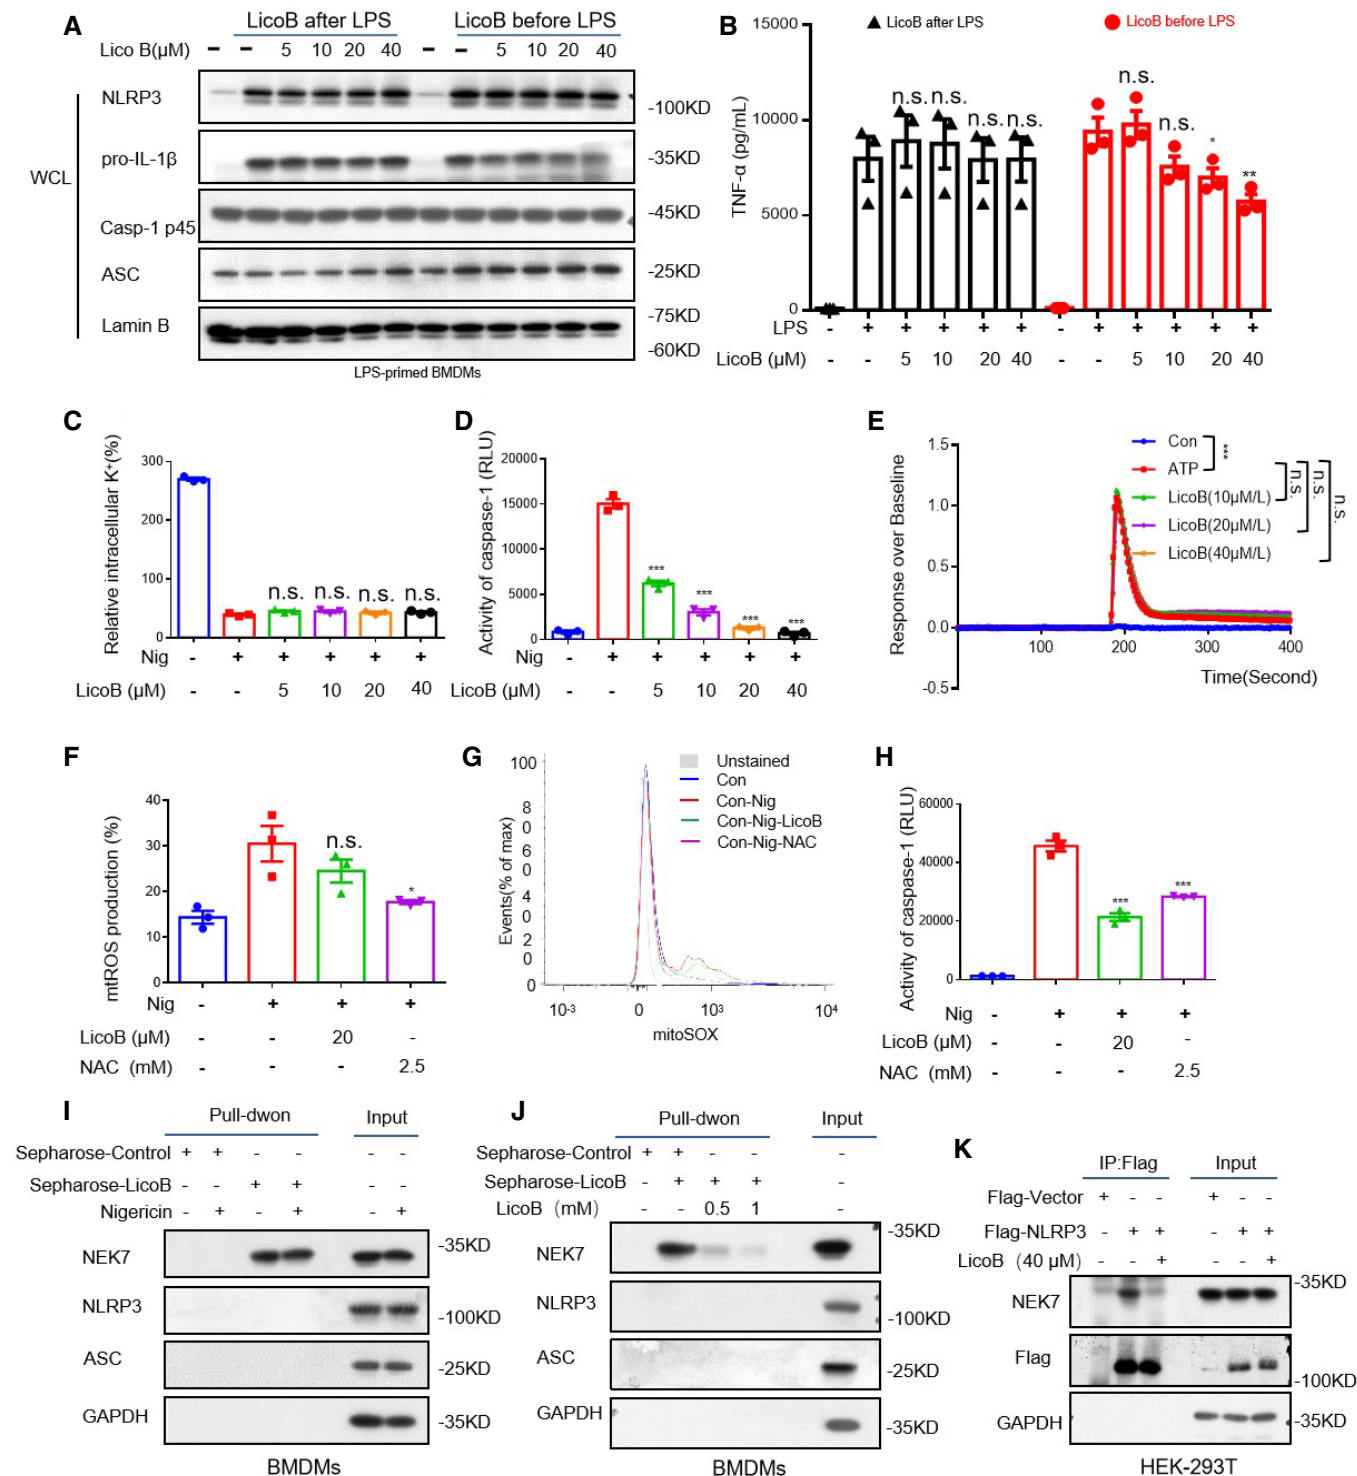 A
LicoB after LPS
LicoB before LPS
Lico B(μM)
– – 5 10 20 40 – – 5 10 20 40
NLRP3
-100KD
pro-IL-1β
-35KD
WCL
Casp-1 p45
-45KD
ASC
-25KD
Lamin B
-75KD
-60KD
LPS-primed BMDMs
B
LicoB after LPS
LicoB before LPS
TNF-α (pg/mL)
15000
10000
5000
0
n.s. n.s. n.s. n.s.
n.s. n.s. * **
LPS - + + + + + - + + + + +
LicoB (μM) - - 5 10 20 40 - - 5 10 20 40
C
Relative intracellular K⁺(%)
300
200
100
0
n.s. n.s. n.s. n.s.
Nig - + + + + +
LicoB (μM) - - 5 10 20 40
D
Activity of caspase-1 (RLU)
20000
15000
10000
5000
0
*** *** *** ***
Nig - + + + + +
LicoB (μM) - - 5 10 20 40
E
Response over Baseline
1.5
1.0
0.5
0.0
-0.5
100 200 300 400
Time(Second)
Con
ATP
LicoB(10μM/L)
LicoB(20μM/L)
LicoB(40μM/L)
***
n.s.
n.s.
n.s.
F
mtROS production (%)
40
30
20
10
0
n.s. *
Nig - + + +
LicoB (μM) - - 20 -
NAC (mM) - - - 2.5
G
Events(% of max)
100
8
0
6
0
4
0
2
0
0
10-3 0 10³ 10⁴
mitoSOX
Unstained
Con
Con-Nig
Con-Nig-LicoB
Con-Nig-NAC
H
Activity of caspase-1 (RLU)
60000
40000
20000
0
*** ***
Nig - + + +
LicoB (μM) - - 20 -
NAC (mM) - - - 2.5
I
Pull-dwon
Input
Sepharose-Control + + - - - -
Sepharose-LicoB - - + + - -
Nigericin - + - + - +
NEK7
-35KD
NLRP3
-100KD
ASC
-25KD
GAPDH
-35KD
BMDMs
J
Pull-dwon
Input
Sepharose-Control + + - - -
Sepharose-LicoB - + + + -
LicoB (mM) - - 0.5 1 -
NEK7
-35KD
NLRP3
-100KD
ASC
-25KD
GAPDH
-35KD
BMDMs
K
IP:Flag
Input
Flag-Vector + - - + - -
Flag-NLRP3 - + + - + +
LicoB (40 μM) - - + - - +
NEK7
-35KD
Flag
-100KD
GAPDH
-35KD
HEK-293T